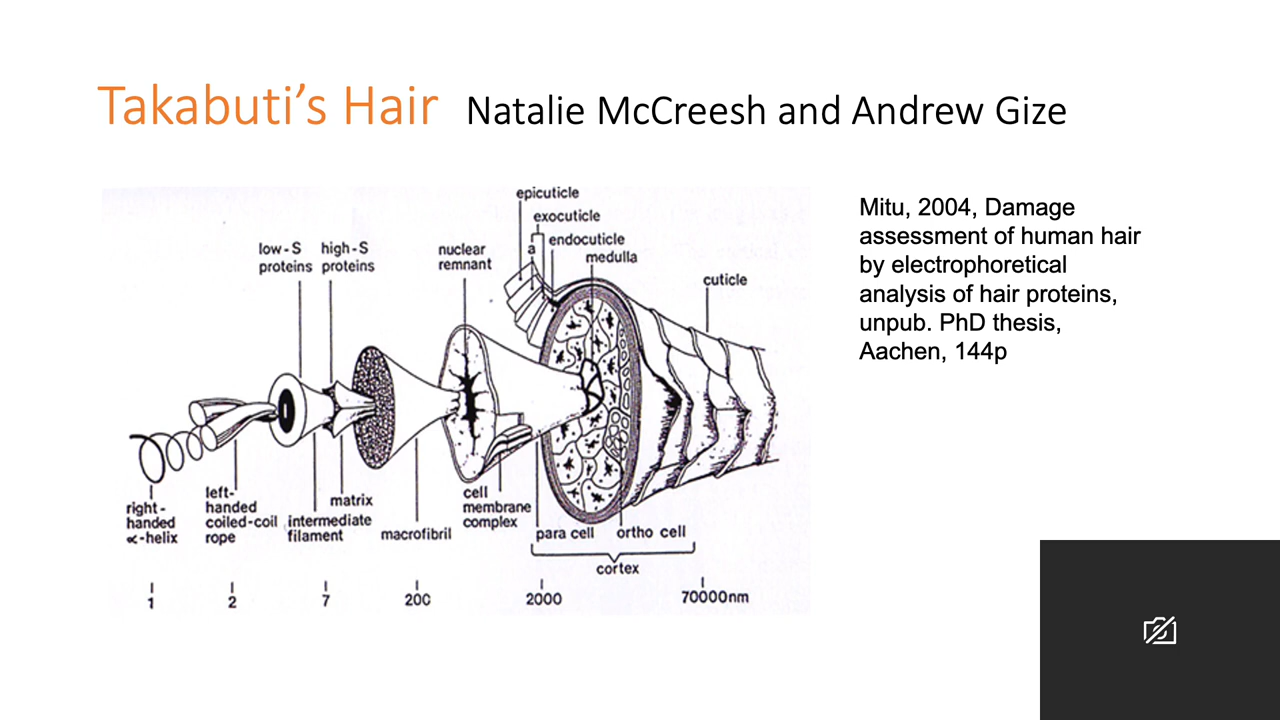 Takabuti’s Hair Natalie McCreesh and Andrew Gize
Mitu, 2004, Damage
assessment of human hair
by electrophoretical
analysis of hair proteins,
unpub. PhD thesis,
Aachen, 144p
epicuticle
exocuticle
a
endocuticle
medulla
cuticle
low-S
proteins
high-S
proteins
nuclear
remnant
right-
handed
∝-helix
left-
handed
coiled-coil
rope
intermediate
filament
matrix
macrofibril
cell
membrane
complex
para cell
ortho cell
cortex
1 2 7 200 2000 70000nm